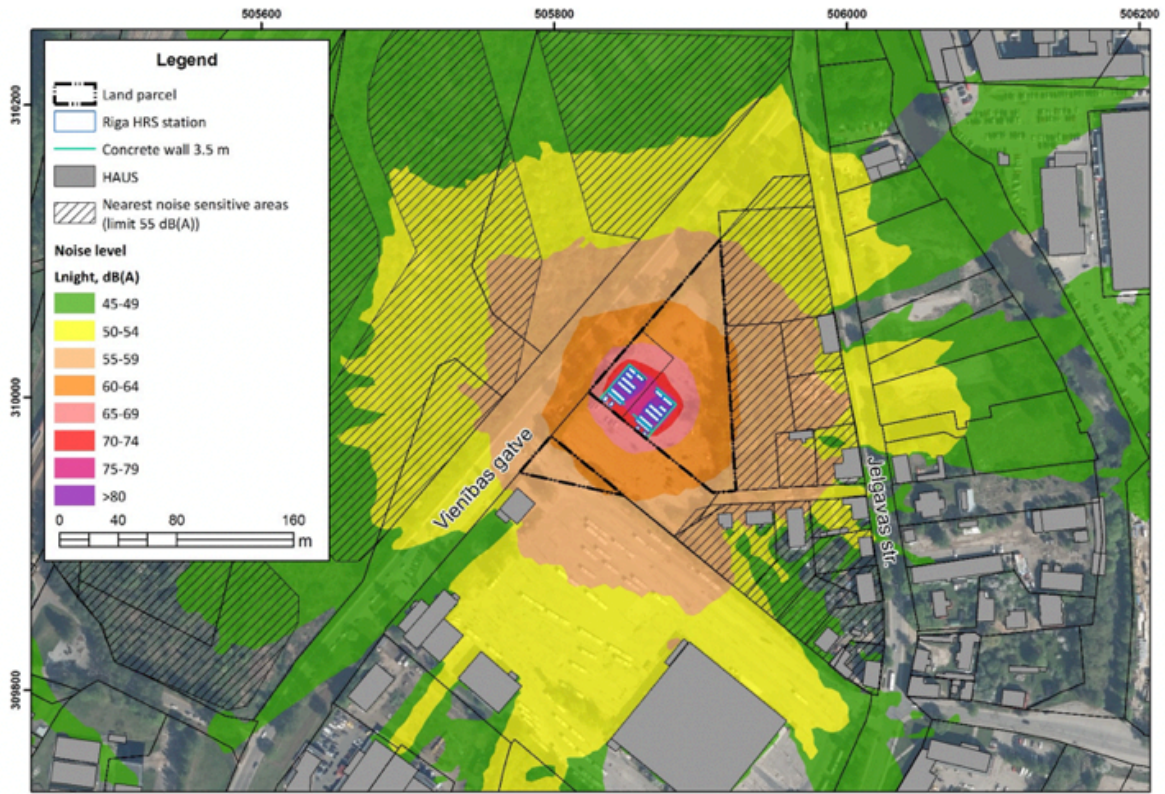 505600
505800
506000
506200
310200
310000
309800
Legend
Land parcel
Riga HRS station
Concrete wall 3.5 m
HAUS
Nearest noise sensitive areas
(limit 55 dB(A))
Noise level
Lnight, dB(A)
45-49
50-54
55-59
60-64
65-69
70-74
75-79
>80
0 40 80 160
m
Vienības gatve
Jelgavas str.